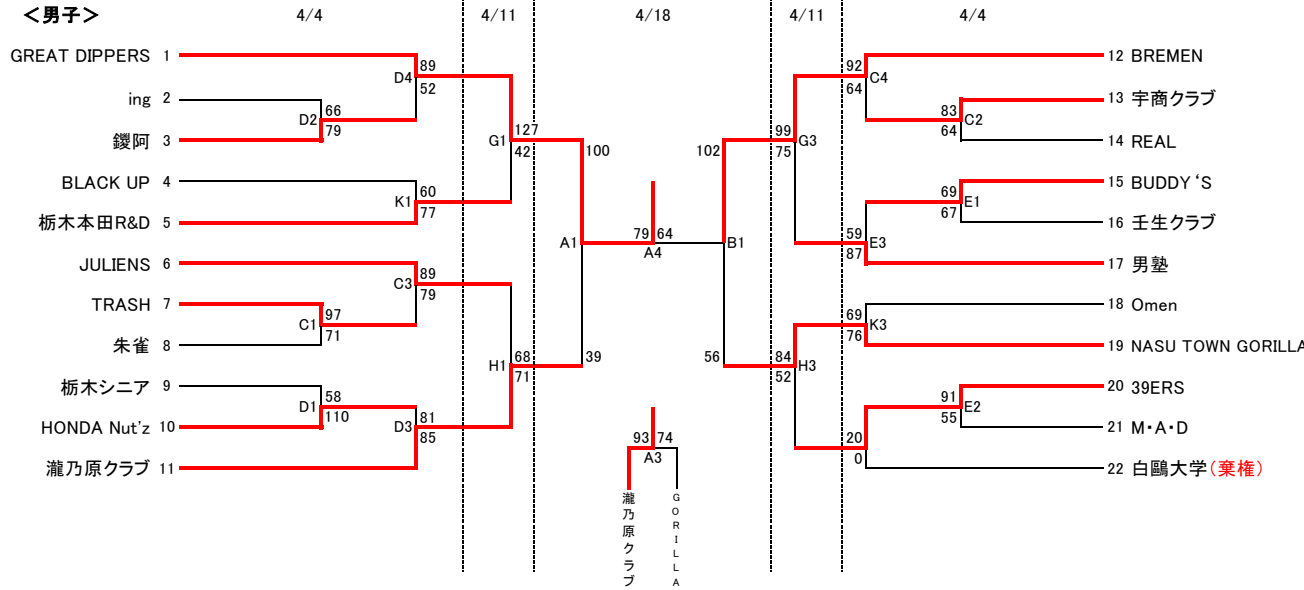 ＜男子＞ 4/4 4/11 4/18 4/11 4/4
GREAT DIPPERS 1
ing 2
鑁阿 3
BLACK UP 4
栃木本田R&D 5
JULIENS 6
TRASH 7
朱雀 8
栃木シニア 9
HONDA Nut'z 10
瀧乃原クラブ 11
D4 89
52
D2 66
79
K1 60
77
C3 89
79
C1 97
71
D1 58
110
D3 81
85
G1 127
42
H1 68
71
A1 100
39
79 64
A4
93 74
A3
瀧乃原クラブ
GORILLA
102 B1
56
99 G3
75
84 H3
52
92 C4
64
83 C2
64
69 E1
67
59 E3
87
69 K3
76
91 E2
55
20
0
12 BREMEN
13 宇商クラブ
14 REAL
15 BUDDY‘S
16 壬生クラブ
17 男塾
18 Omen
19 NASU TOWN GORILLA
20 39ERS
21 M・A・D
22 白鷗大学(棄権)